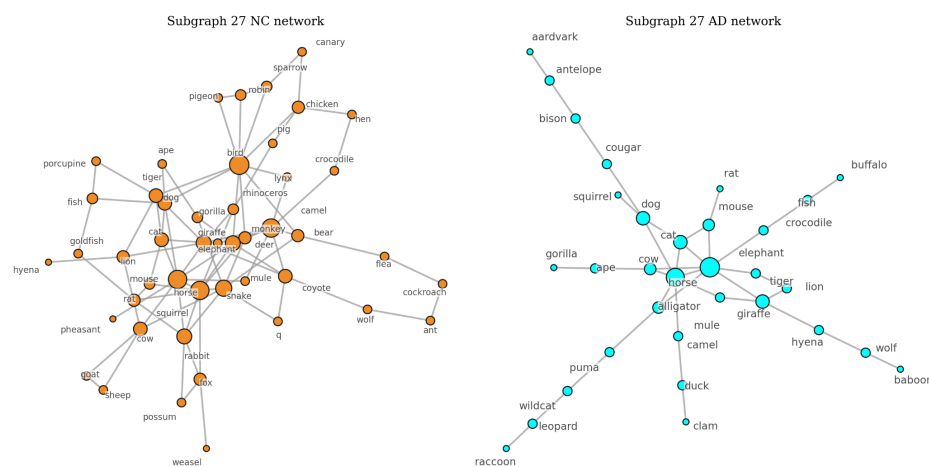 Subgraph 27 NC network
canary
sparrow
pigeon
robin
chicken
hen
pig
bird
ape
crocodile
porcupine
tiger
lynx
dog
rhinoceros
fish
gorilla
camel
cat
giraffe
monkey
bear
goldfish
elephant
deer
lion
hyena
flea
mouse
mule
horse
snake
coyote
cockroach
rat
squirrel
pheasant
cow
q
wolf
ant
rabbit
goat
fox
sheep
possum
weasel
Subgraph 27 AD network
aardvark
antelope
bison
cougar
buffalo
rat
squirrel
mouse
fish
dog
crocodile
cat
elephant
gorilla
ape
cow
horse
tiger
lion
alligator
giraffe
mule
camel
hyena
wolf
puma
baboon
duck
wildcat
leopard
clam
raccoon